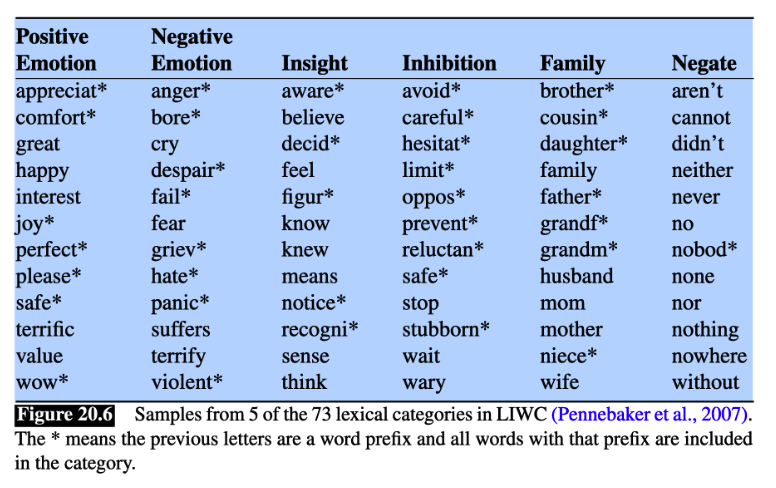 Positive Negative
Emotion Emotion Insight Inhibition Family Negate
appreciat* anger* aware* avoid* brother* aren’t
comfort* bore* believe careful* cousin* cannot
great cry decid* hesitat* daughter* didn’t
happy despair* feel limit* family neither
interest fail* figur* oppos* father* never
joy* fear know prevent* grandf* no
perfect* griev* knew reluctan* grandm* nobod*
please* hate* means safe* husband none
safe* panic* notice* stop mom nor
terrific suffers recogni* stubborn* mother nothing
value terrify sense wait niece* nowhere
wow* violent* think wary wife without
Figure 20.6 Samples from 5 of the 73 lexical categories in LIWC (Pennebaker et al., 2007).
The * means the previous letters are a word prefix and all words with that prefix are included
in the category.